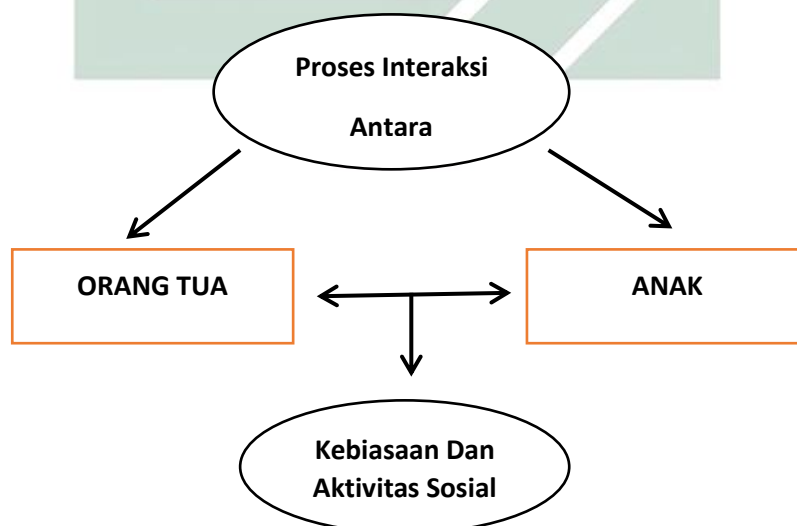 Proses Interaksi
Antara
ORANG TUA
ANAK
Kebiasaan Dan
Aktivitas Sosial